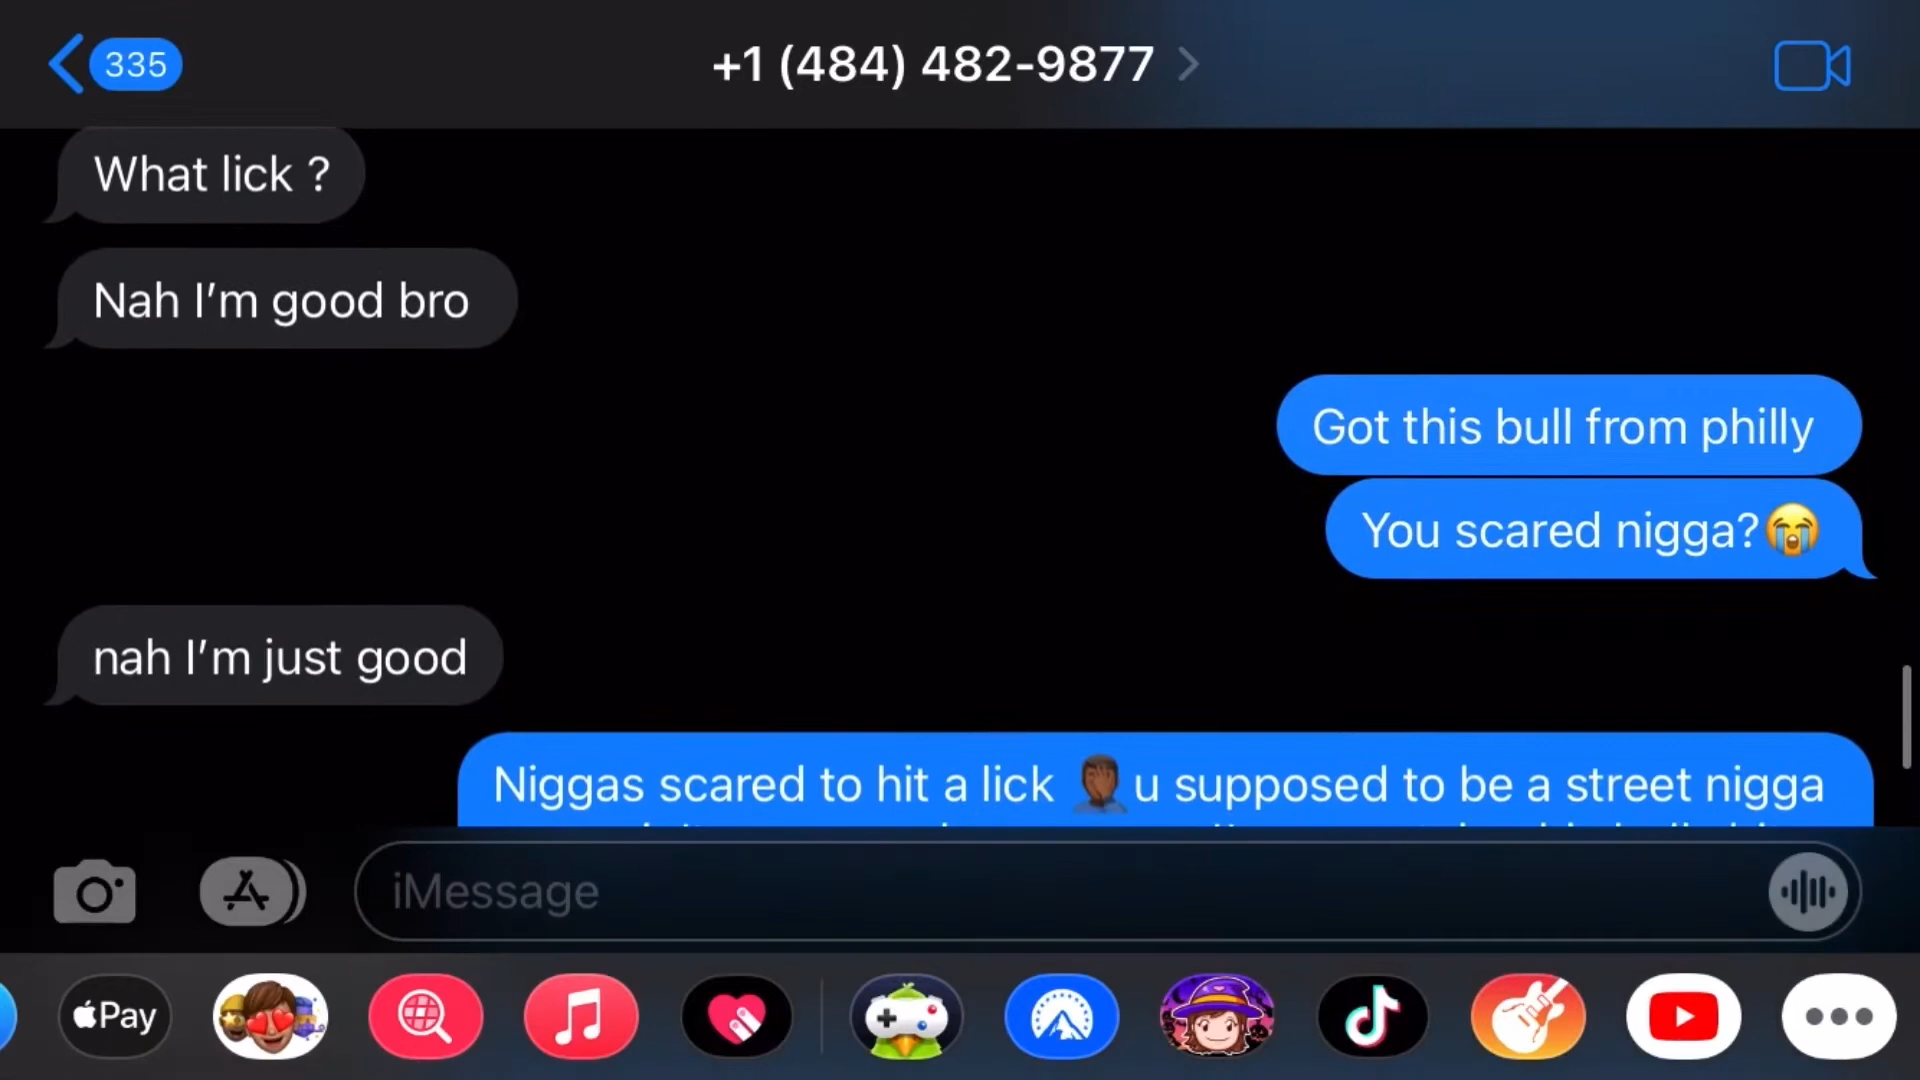 335
+1 (484) 482-9877
What lick ?
Nah I'm good bro
Got this bull from philly
You scared nigga?😭
nah I'm just good
Niggas scared to hit a lick 🤦🏾 u supposed to be a street nigga
iMessage
Pay